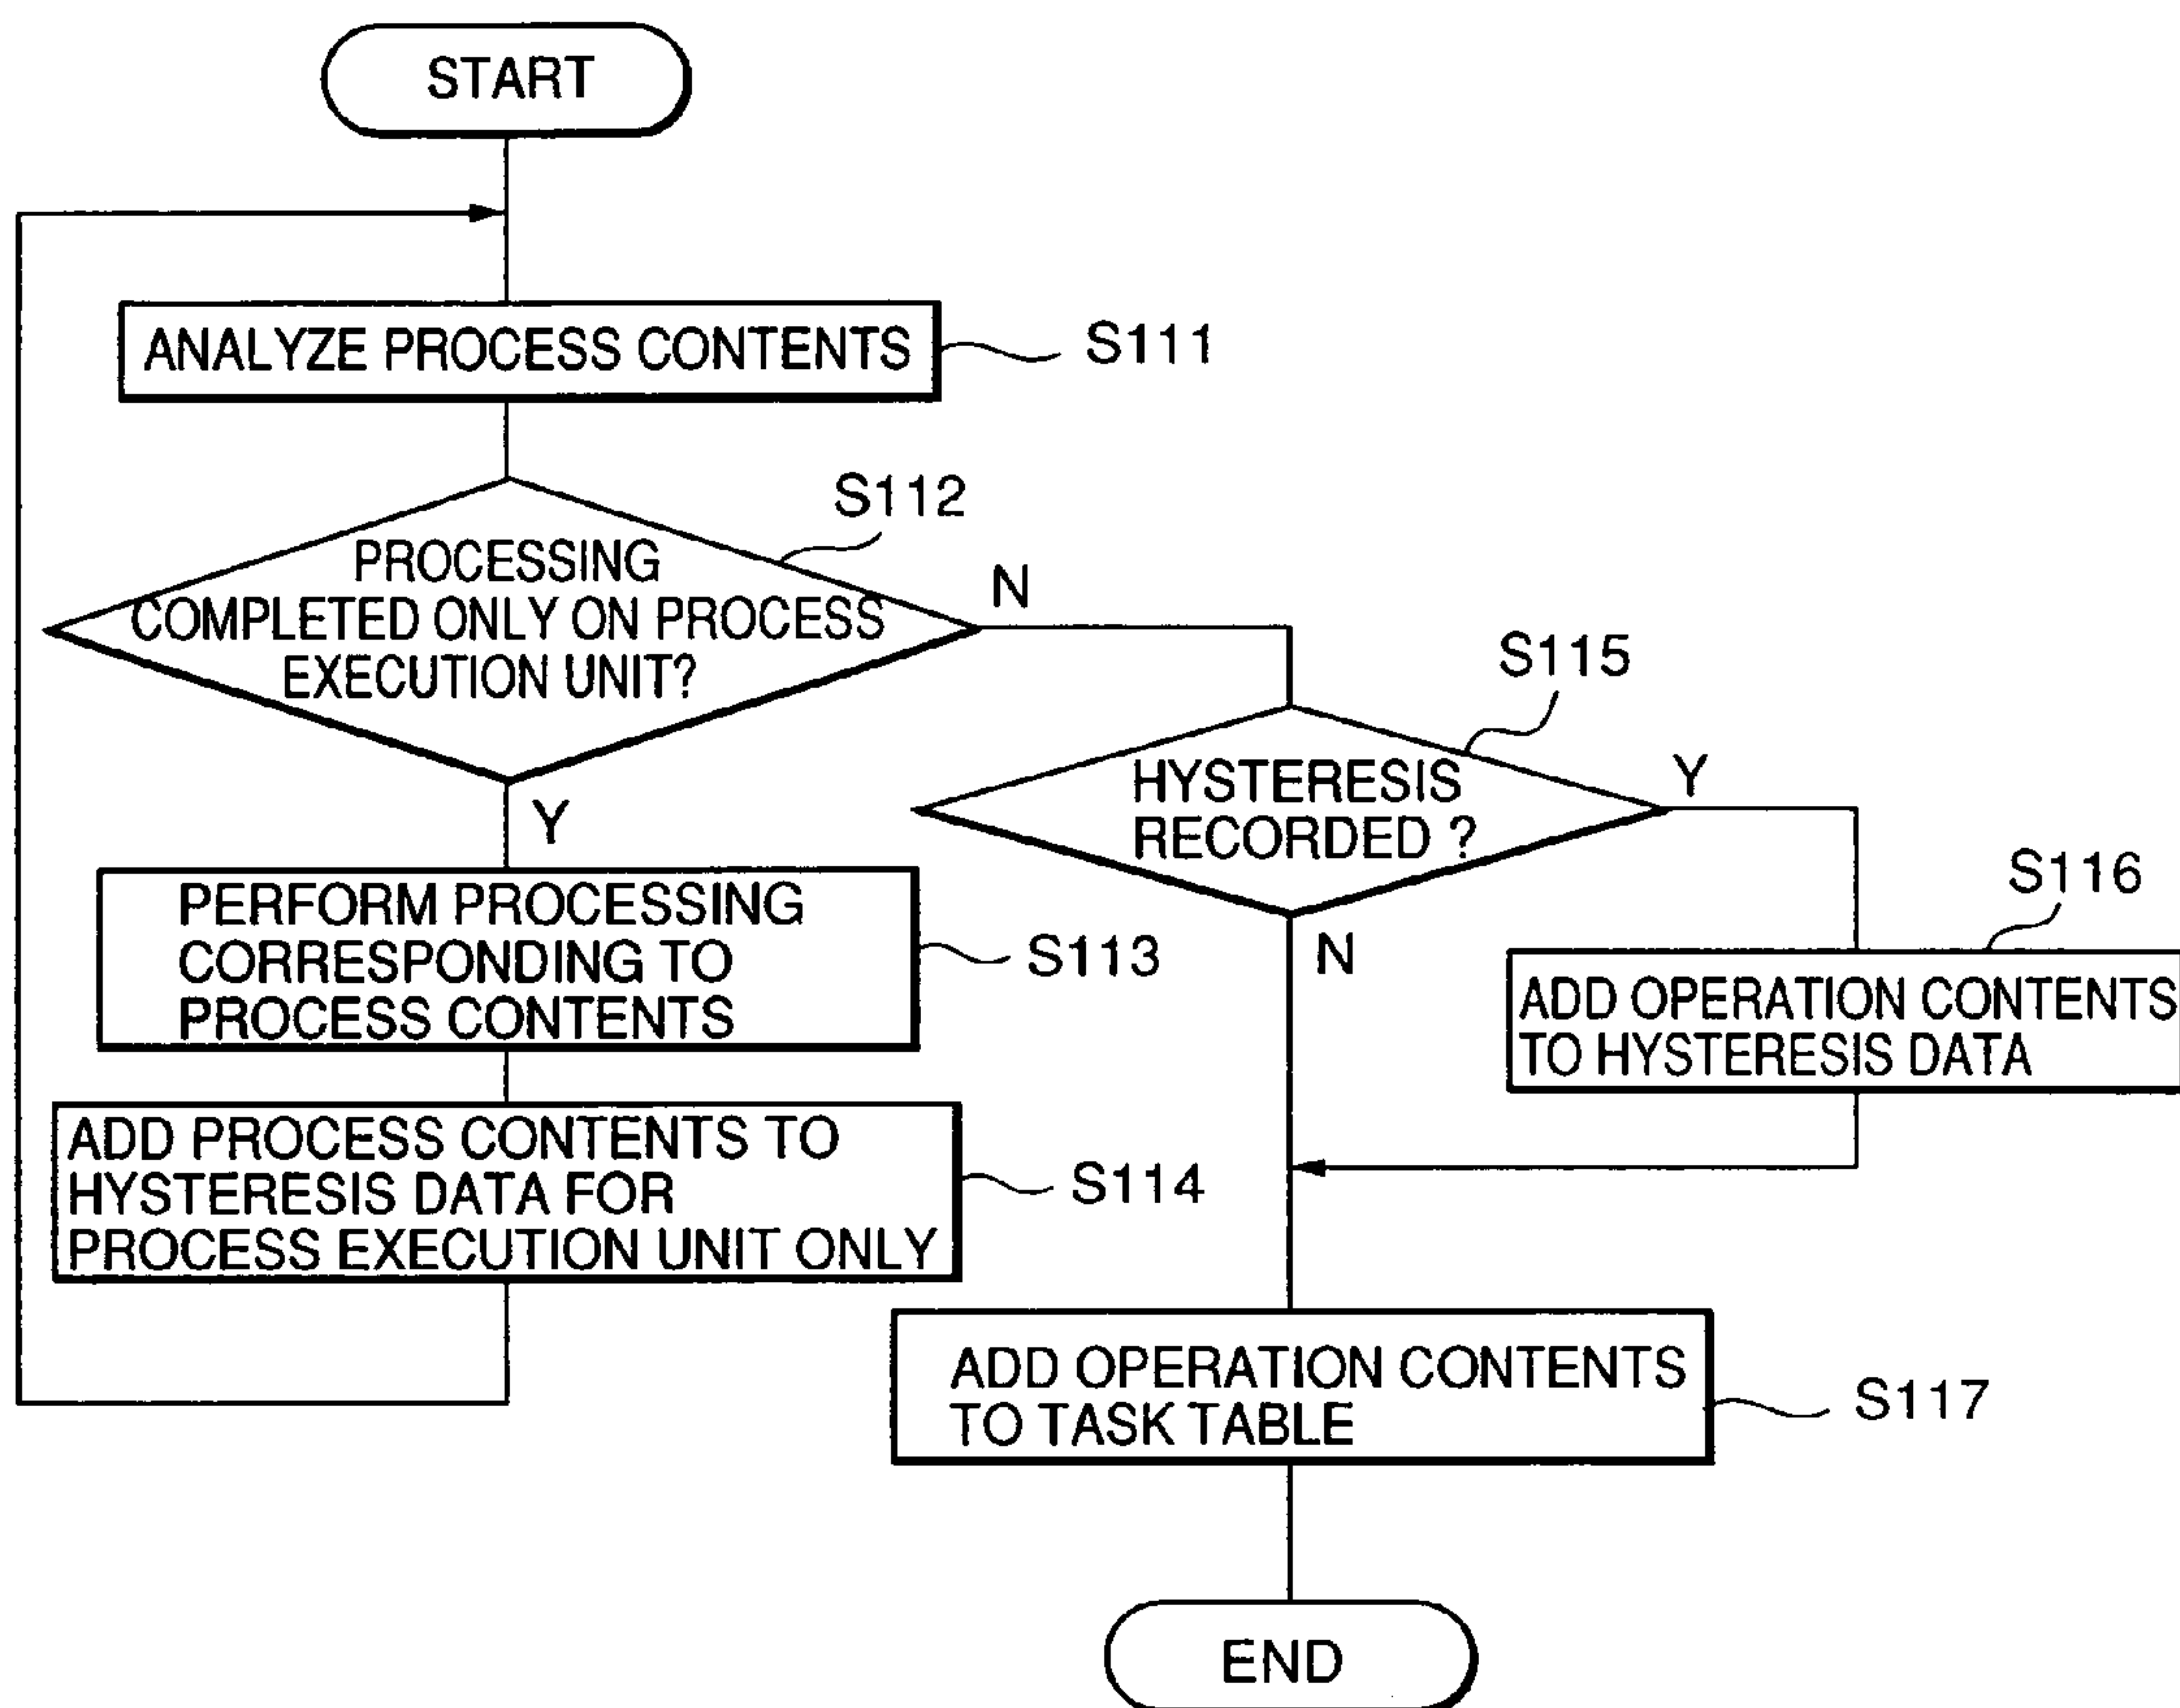 START
ANALYZE PROCESS CONTENTS
S111
S112
PROCESSING
COMPLETED ONLY ON PROCESS
EXECUTION UNIT?
N
Y
PERFORM PROCESSING
CORRESPONDING TO
PROCESS CONTENTS
S113
ADD PROCESS CONTENTS TO
HYSTERESIS DATA FOR
PROCESS EXECUTION UNIT ONLY
S114
S115
HYSTERESIS
RECORDED ?
Y
N
S116
ADD OPERATION CONTENTS
TO HYSTERESIS DATA
ADD OPERATION CONTENTS
TO TASK TABLE
S117
END